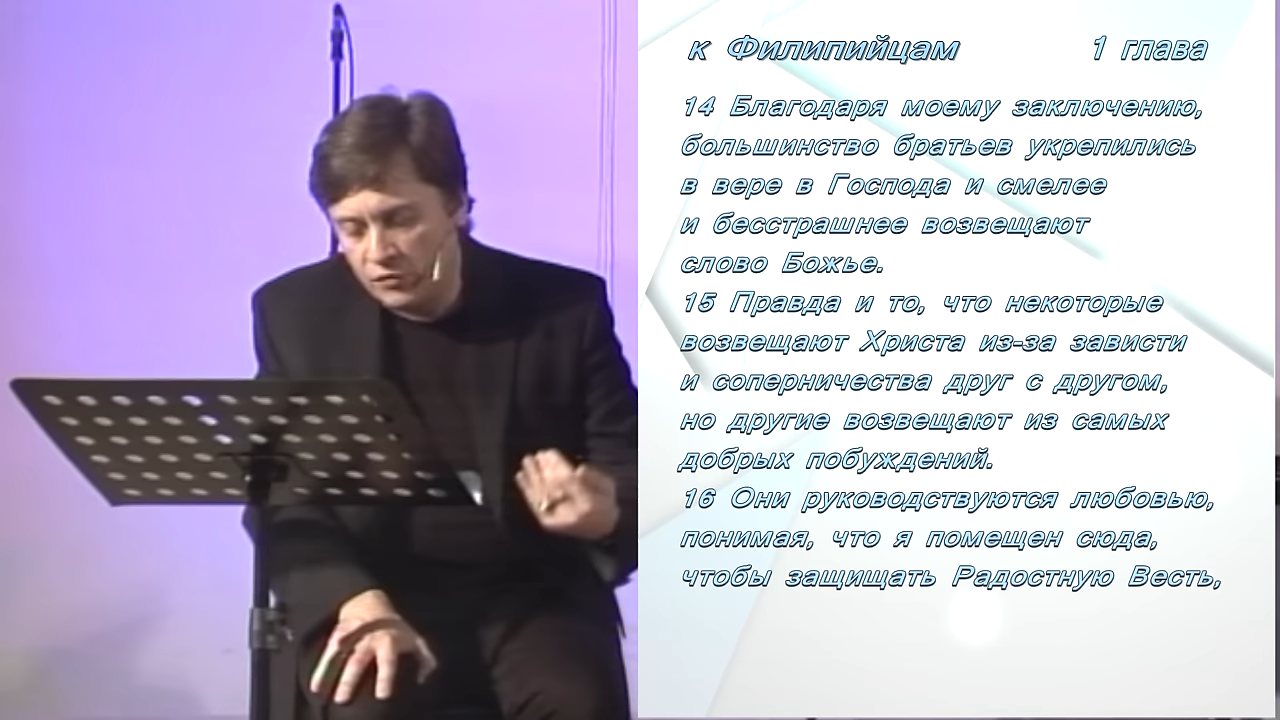 к Филипийцам 1 глава
14 Благодаря моему заключению,
большинство братьев укрепились
в вере в Господа и смелее
и бесстрашнее возвещают
слово Божье.
15 Правда и то, что некоторые
возвещают Христа из-за зависти
и соперничества друг с другом,
но другие возвещают из самых
добрых побуждений.
16 Они руководствуются любовью,
понимая, что я помещен сюда,
чтобы защищать Радостную Весть,